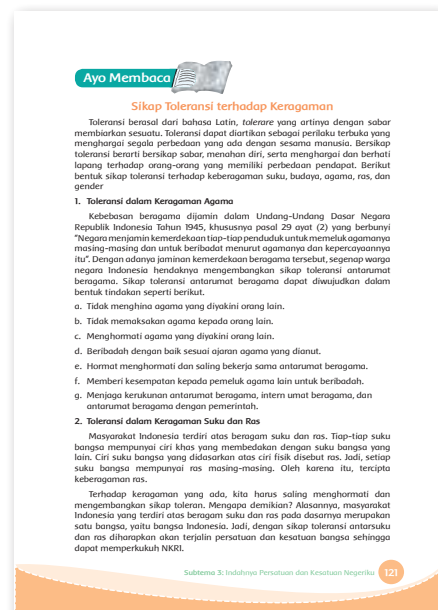 Ayo Membaca
Sikap Toleransi terhadap Keragaman
Toleransi berasal dari bahasa Latin, tolerare yang artinya dengan sabar
membiarkan sesuatu. Toleransi dapat diartikan sebagai perilaku terbuka yang
menghargai segala perbedaan yang ada dengan sesama manusia. Bersikap
toleransi berarti bersikap sabar, menahan diri, serta menghargai dan berhati
lapang terhadap orang-orang yang memiliki perbedaan pendapat. Berikut
bentuk sikap toleransi terhadap keberagaman suku, budaya, agama, ras, dan
gender
1. Toleransi dalam Keragaman Agama
Kebebasan beragama dijamin dalam Undang-Undang Dasar Negara
Republik Indonesia Tahun 1945, khususnya pasal 29 ayat (2) yang berbunyi
"Negara menjamin kemerdekaan tiap-tiap penduduk untuk memeluk agamanya
masing-masing dan untuk beribadat menurut agamanya dan kepercayaannya
itu". Dengan adanya jaminan kemerdekaan beragama tersebut, segenap warga
negara Indonesia hendaknya mengembangkan sikap toleransi antarumat
beragama. Sikap toleransi antarumat beragama dapat diwujudkan dalam
bentuk tindakan seperti berikut.
a. Tidak menghina agama yang diyakini orang lain.
b. Tidak memaksakan agama kepada orang lain.
c. Menghormati agama yang diyakini orang lain.
d. Beribadah dengan baik sesuai ajaran agama yang dianut.
e. Hormat menghormati dan saling bekerja sama antarumat beragama.
f. Memberi kesempatan kepada pemeluk agama lain untuk beribadah.
g. Menjaga kerukunan antarumat beragama, intern umat beragama, dan
antarumat beragama dengan pemerintah.
2. Toleransi dalam Keragaman Suku dan Ras
Masyarakat Indonesia terdiri atas beragam suku dan ras. Tiap-tiap suku
bangsa mempunyai ciri khas yang membedakan dengan suku bangsa yang
lain. Ciri suku bangsa yang didasarkan atas ciri fisik disebut ras. Jadi, setiap
suku bangsa mempunyai ras masing-masing. Oleh karena itu, tercipta
keberagaman ras.
Terhadap keragaman yang ada, kita harus saling menghormati dan
mengembangkan sikap toleran. Mengapa demikian? Alasannya, masyarakat
Indonesia yang terdiri atas beragam suku dan ras pada dasarnya merupakan
satu bangsa, yaitu bangsa Indonesia. Jadi, dengan sikap toleransi antarsuku
dan ras diharapkan akan terjalin persatuan dan kesatuan bangsa sehingga
dapat memperkukuh NKRI.
Subtema 3: Indahnya Persatuan dan Kesatuan Negeriku 121